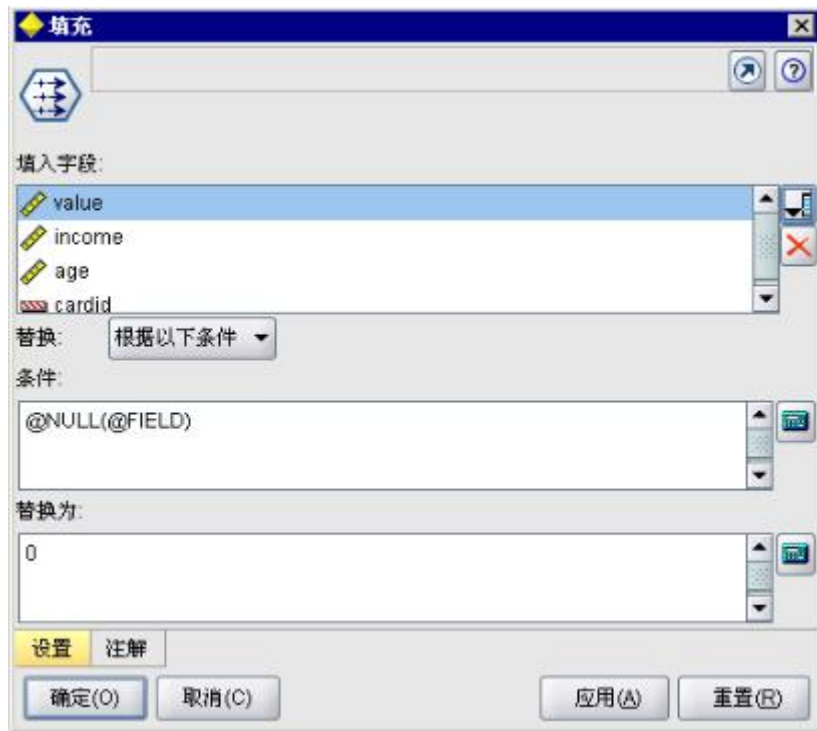 填充
填入字段:
value
income
age
cardid
替换: 根据以下条件
条件:
@NULL(@FIELD)
替换为:
0
设置 注解
确定(O) 取消(C) 应用(A) 重置(R)